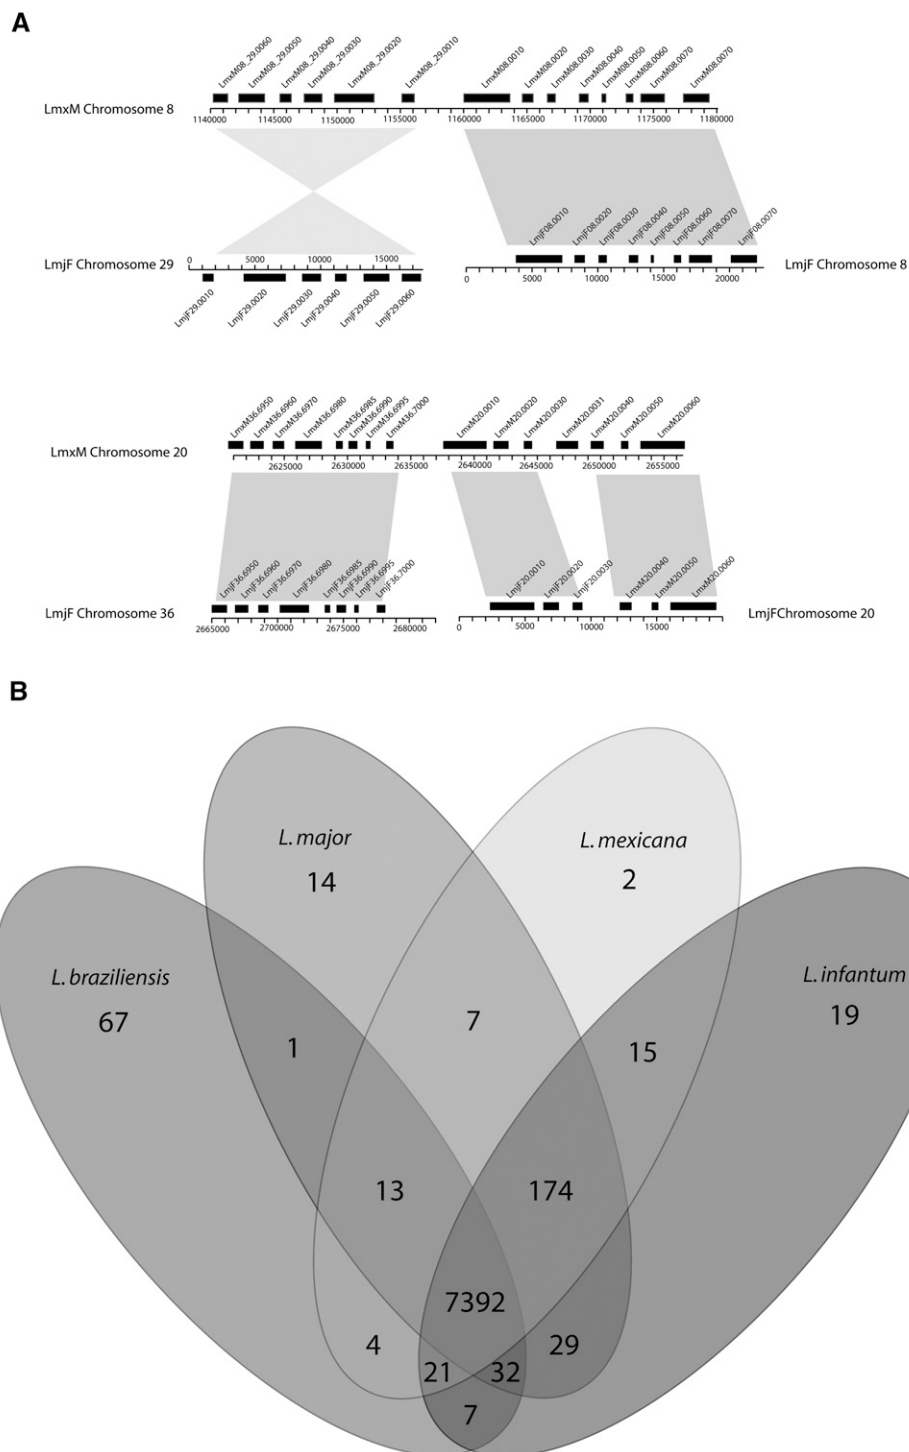 A
LmxM08_29.0060 LmxM08_29.0050 LmxM08_29.0040 LmxM08_29.0030 LmxM08_29.0020 LmxM08_29.0010 LmxM08.0010 LmxM08.0020 LmxM08.0030 LmxM08.0040 LmxM08.0050 LmxM08.0060 LmxM08.0070 LmxM08.0070
LmxM Chromosome 8
1140000 1145000 1150000 1155000 1160000 1165000 1170000 1175000 1180000
LmjF08.0010 LmjF08.0020 LmjF08.0030 LmjF08.0040 LmjF08.0050 LmjF08.0060 LmjF08.0070 LmjF08.0070
0 5000 10000 15000
LmjF Chromosome 29
LmjF Chromosome 8
0 5000 10000 15000 20000
LmjF29.0010 LmjF29.0020 LmjF29.0030 LmjF29.0040 LmjF29.0050 LmjF29.0060
LmxM36.6950 LmxM36.6960 LmxM36.6970 LmxM36.6980 LmxM36.6985 LmxM36.6990 LmxM36.6995 LmxM36.7000 LmxM20.0010 LmxM20.0020 LmxM20.0030 LmxM20.0031 LmxM20.0040 LmxM20.0050 LmxM20.0060
LmxM Chromosome 20
2625000 2630000 2635000 2640000 2645000 2650000 2655000
LmjF36.6950 LmjF36.6960 LmjF36.6970 LmjF36.6980 LmjF36.6985 LmjF36.6990 LmjF36.6995 LmjF36.7000 LmjF20.0010 LmjF20.0020 LmjF20.0030 LmxM20.0040 LmxM20.0050 LmxM20.0060
LmjF Chromosome 36
LmjFChromosome 20
2665000 2700000 2675000 2680000 0 5000 10000 15000
B
L. major
L. mexicana
14
2
L. braziliensis
L. infantum
67
7
19
1
15
13
174
7392
4
29
21
32
7